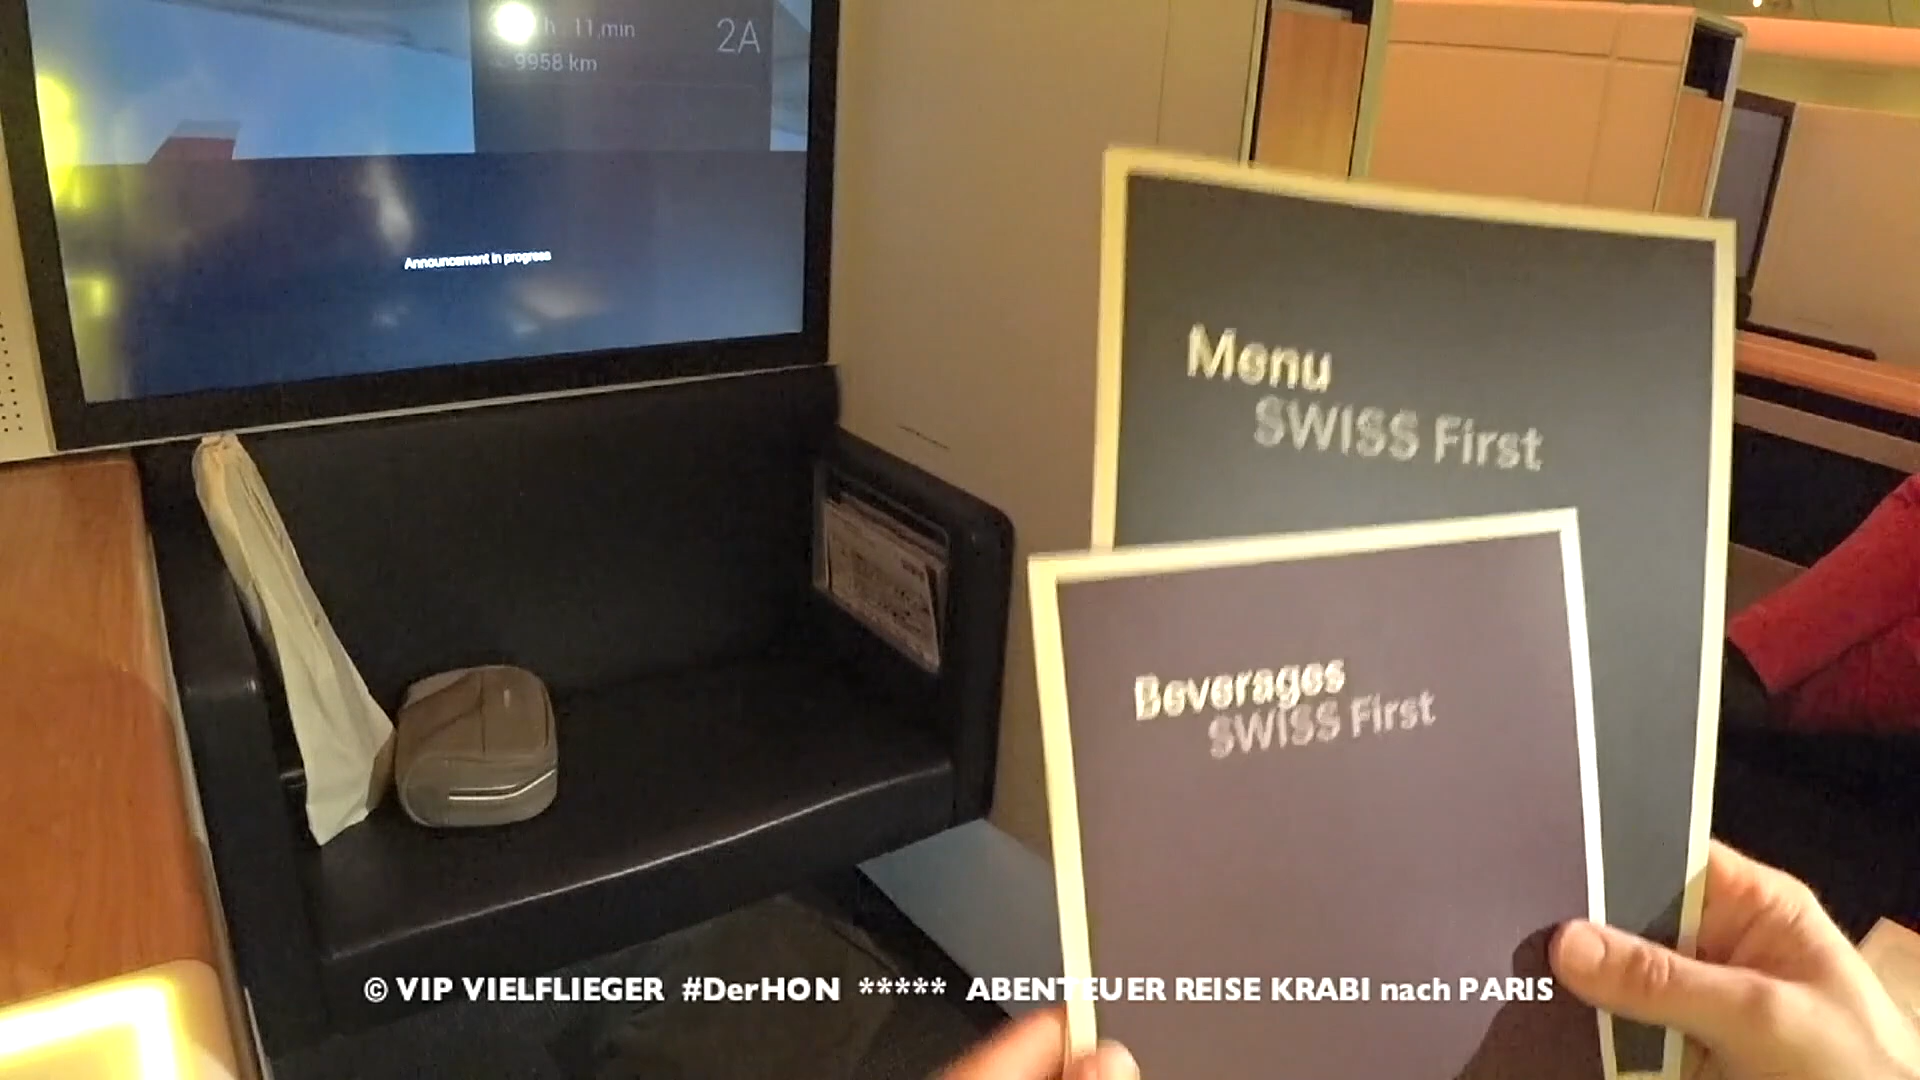 h 11 min
2A
9958 km
Announcement in progress
Menu
SWISS First
Beverages
SWISS First
© VIP VIELFLIEGER #DerHON ***** ABENTEUER REISE KRABI nach PARIS